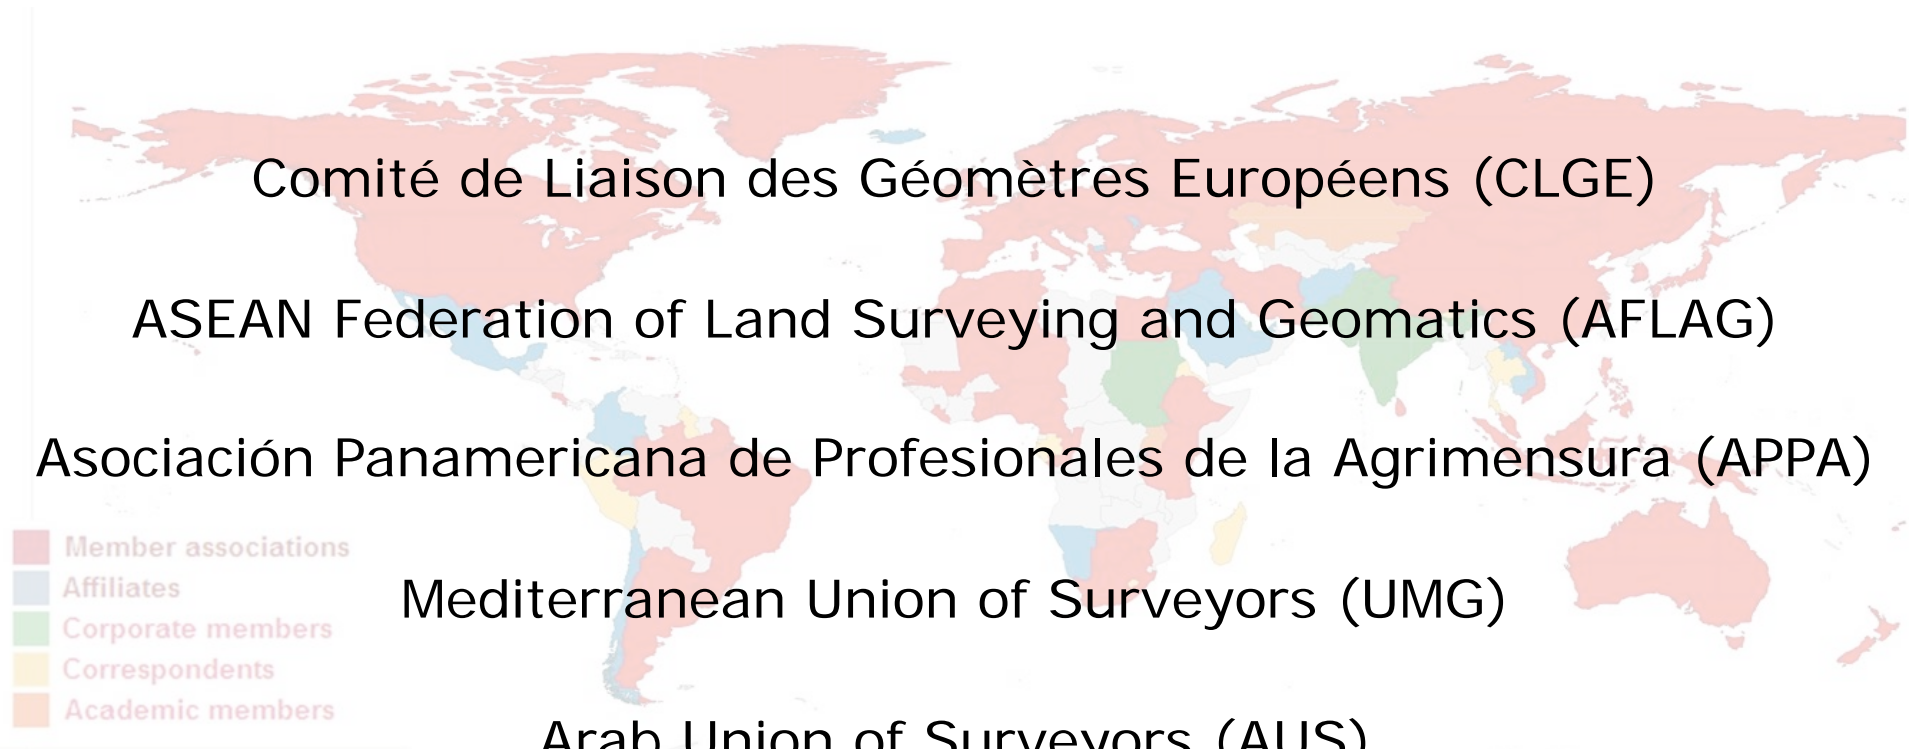 Comité de Liaison des Géomètres Européens (CLGE)
ASEAN Federation of Land Surveying and Geomatics (AFLAG)
Asociación Panamericana de Profesionales de la Agrimensura (APPA)
Member associations
Affiliates
Mediterranean Union of Surveyors (UMG)
Corporate members
Correspondents
Academic members
Arab Union of Surveyors (AUS)